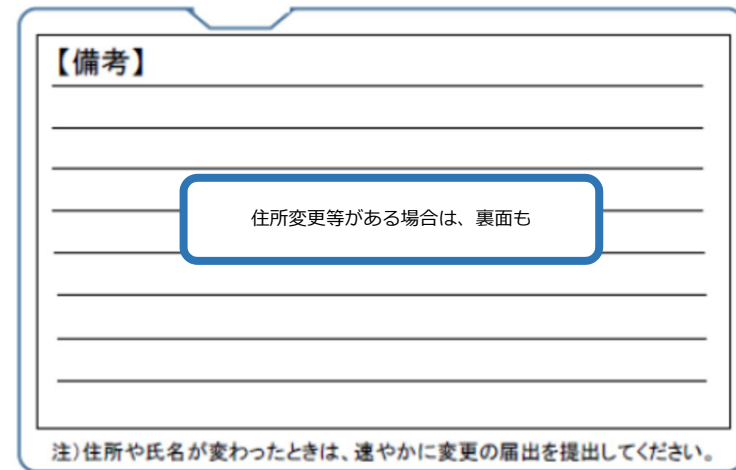 【備考】
住所変更等がある場合は、裏面も
注)住所や氏名が変わったときは、速やかに変更の届出を提出してください。